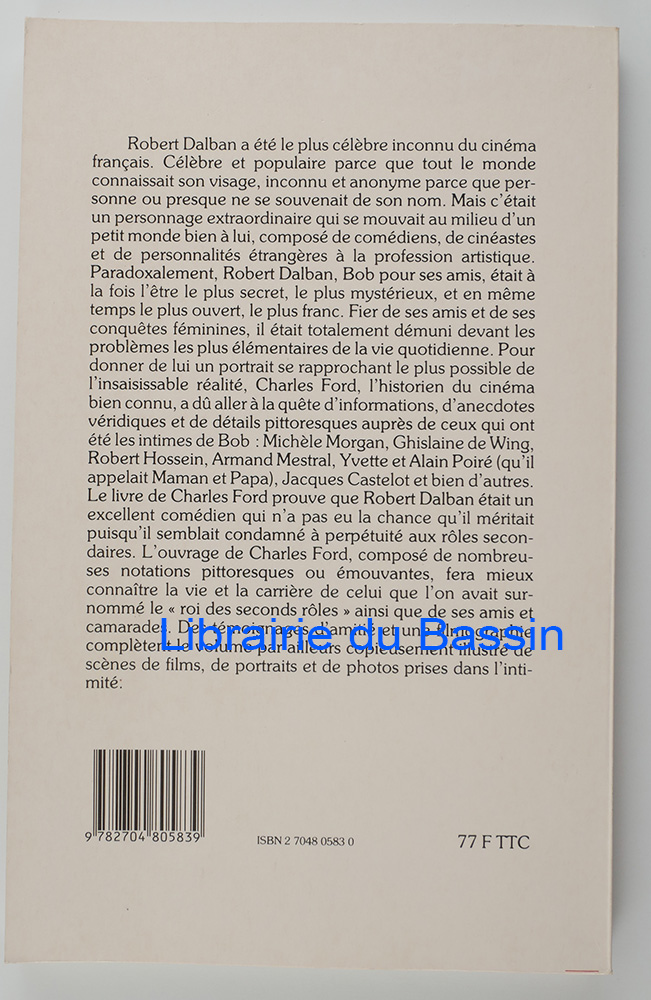 Robert Dalban a été le plus célèbre inconnu du cinéma
français. Célèbre et populaire parce que tout le monde
connaissait son visage, inconnu et anonyme parce que per-
sonne ou presque ne se souvenait de son nom. Mais c'était
un personnage extraordinaire qui se mouvait au milieu d'un
petit monde bien à lui, composé de comédiens, de cinéastes
et de personnalités étrangères à la profession artistique.
Paradoxalement, Robert Dalban, Bob pour ses amis, était à
la fois l'être le plus secret, le plus mystérieux, et en même
temps le plus ouvert, le plus franc. Fier de ses amis et de ses
conquêtes féminines, il était totalement démuni devant les
problèmes les plus élémentaires de la vie quotidienne. Pour
donner de lui un portrait se rapprochant le plus possible de
l'insaisissable réalité, Charles Ford, l'historien du cinéma
bien connu, a dû aller à la quête d'informations, d'anecdotes
véridiques et de détails pittoresques auprès de ceux qui ont
été les intimes de Bob : Michèle Morgan, Ghislaine de Wing,
Robert Hossein, Armand Mestral, Yvette et Alain Poiré (qu'il
appelait Maman et Papa), Jacques Castelot et bien d'autres.
Le livre de Charles Ford prouve que Robert Dalban était un
excellent comédien qui n'a pas eu la chance qu'il méritait
puisqu'il semblait condamné à perpétuité aux rôles secon-
daires. L'ouvrage de Charles Ford, composé de nombreu-
ses notations pittoresques ou émouvantes, fera mieux
connaître la vie et la carrière de celui que l'on avait sur-
nommé le « roi des seconds rôles » ainsi que de ses amis et
camarades. Des témoignages d'amitié et une filmographie
Librairie du Bassin
complètent le volume par ailleurs copieusement illustré de
scènes de films, de portraits et de photos prises dans l'inti-
mité.
9 782704 805839
ISBN 2 7048 0583 0
77 F TTC